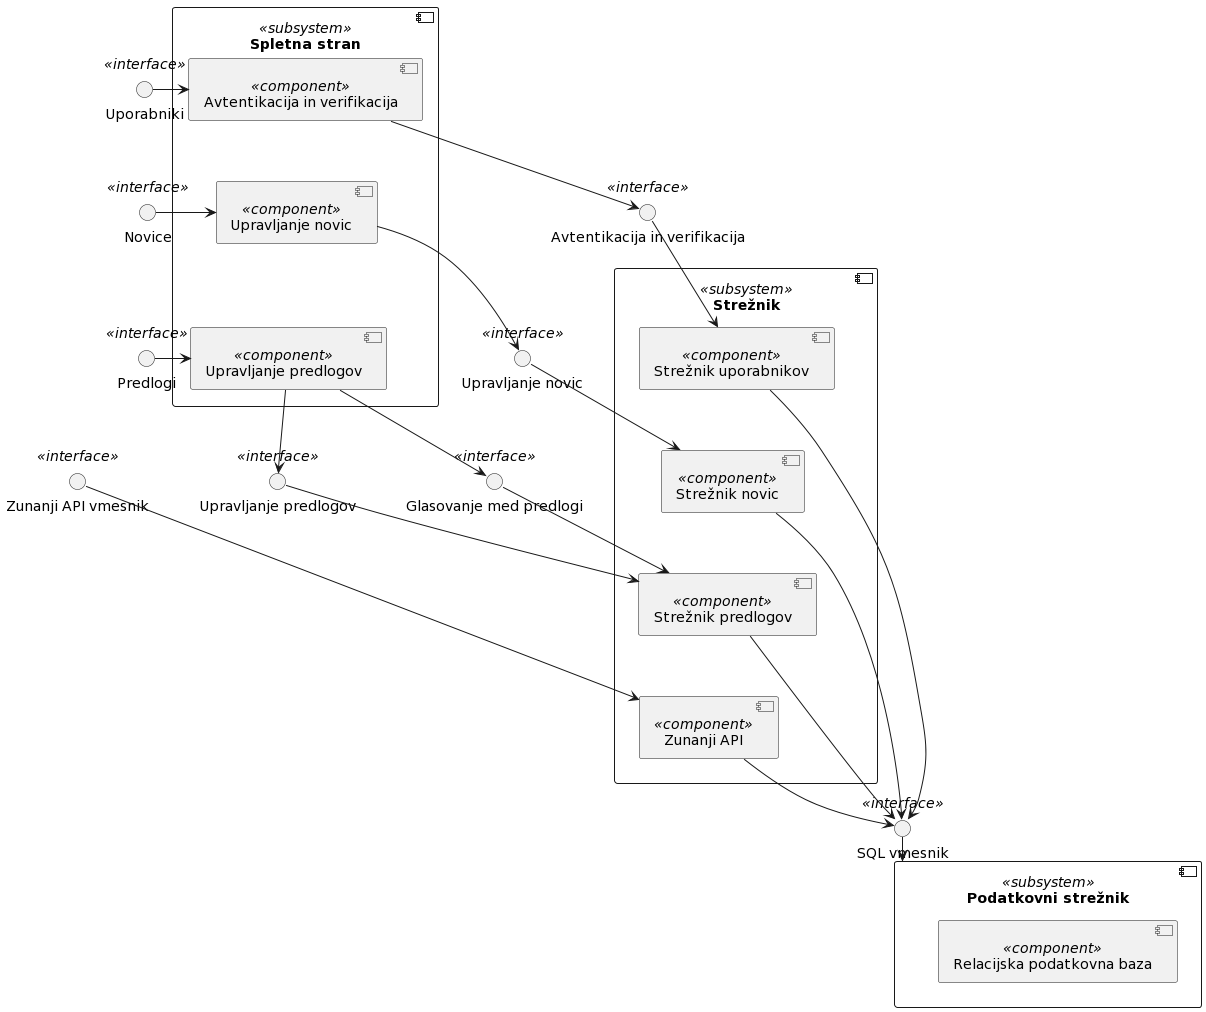 «subsystem»
Spletna stran
«interface»
Uporabniki
«component»
Avtentikacija in verifikacija
«interface»
Novice
«component»
Upravljanje novic
«interface»
Avtentikacija in verifikacija
«subsystem»
Strežnik
«interface»
Predlogi
«component»
Upravljanje predlogov
«interface»
Upravljanje novic
«component»
Strežnik uporabnikov
«interface»
Zunanji API vmesnik
«interface»
Upravljanje predlogov
«interface»
Glasovanje med predlogi
«component»
Strežnik novic
«component»
Strežnik predlogov
«component»
Zunanji API
«interface»
SQL vmesnik
«subsystem»
Podatkovni strežnik
«component»
Relacijska podatkovna baza